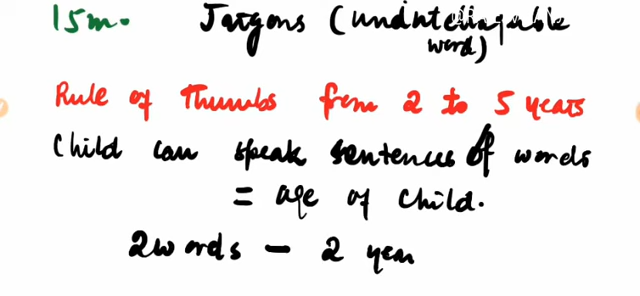 15m. Jargons (undintelligable
word)
Rule of Thumbs from 2 to 5 years
Child can speak sentences of words
= age of child.
2words - 2 year